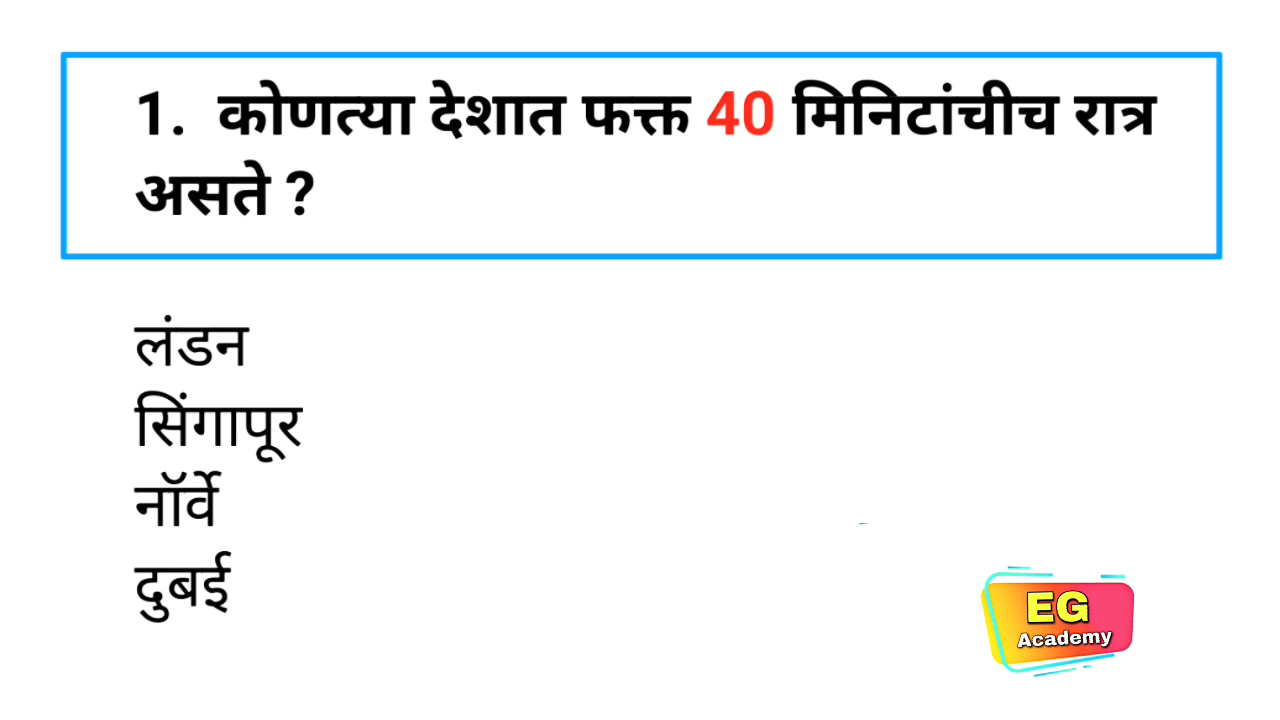 1. कोणत्या देशात फक्त 40 मिनिटांचीच रात्र
असते ?
लंडन
सिंगापूर
नॉर्वे
दुबई
EG
Academy